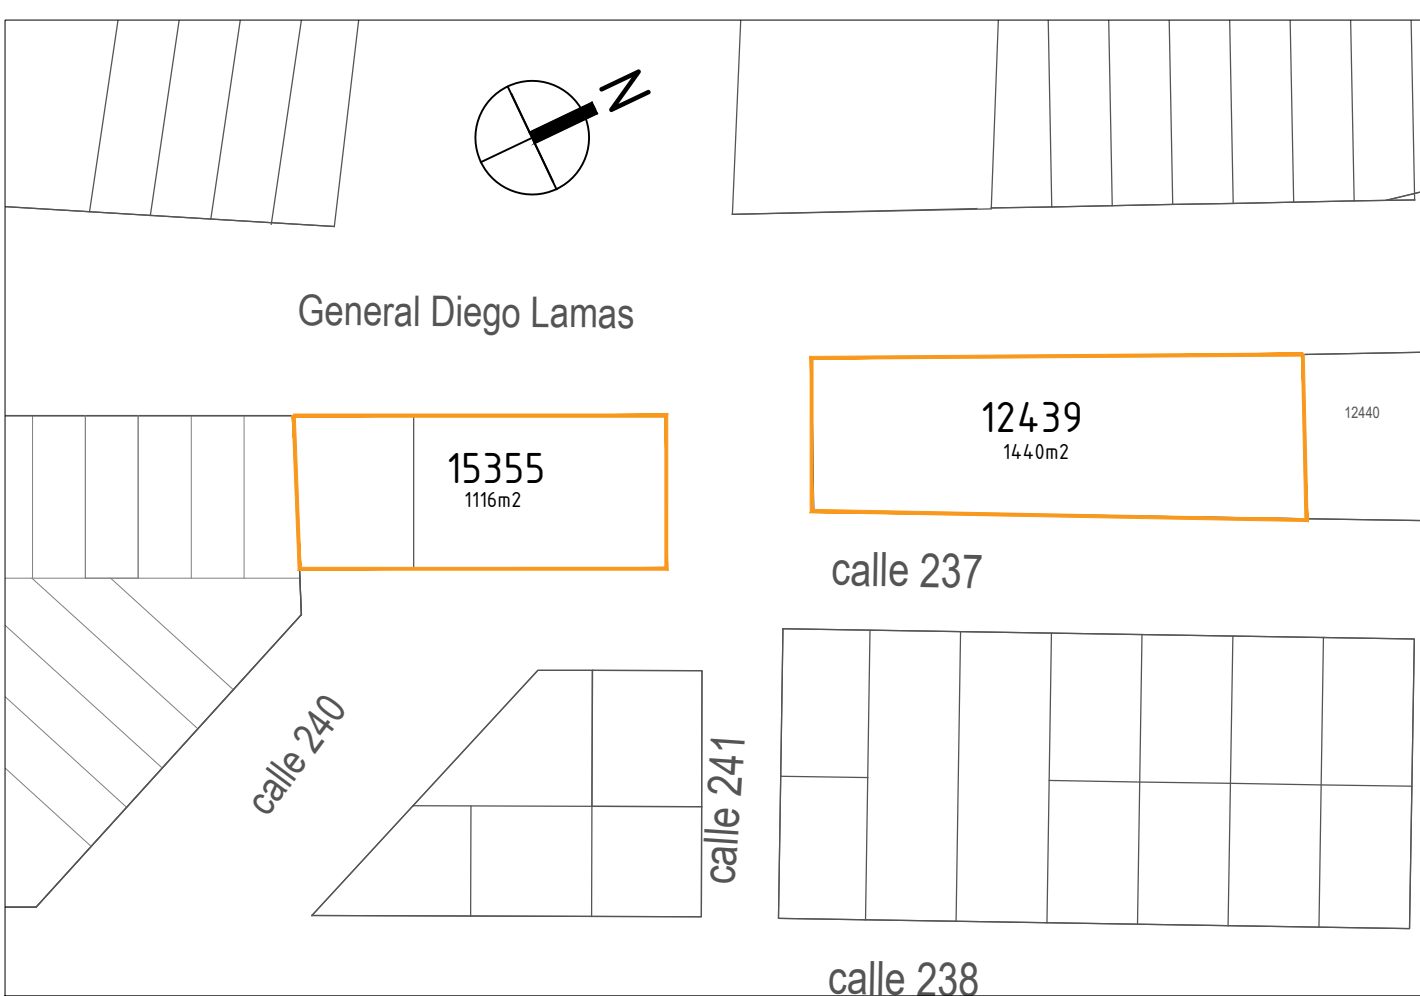 N
General Diego Lamas
12439
1440m2
12440
15355
1116m2
calle 237
calle 240
calle 241
calle 238